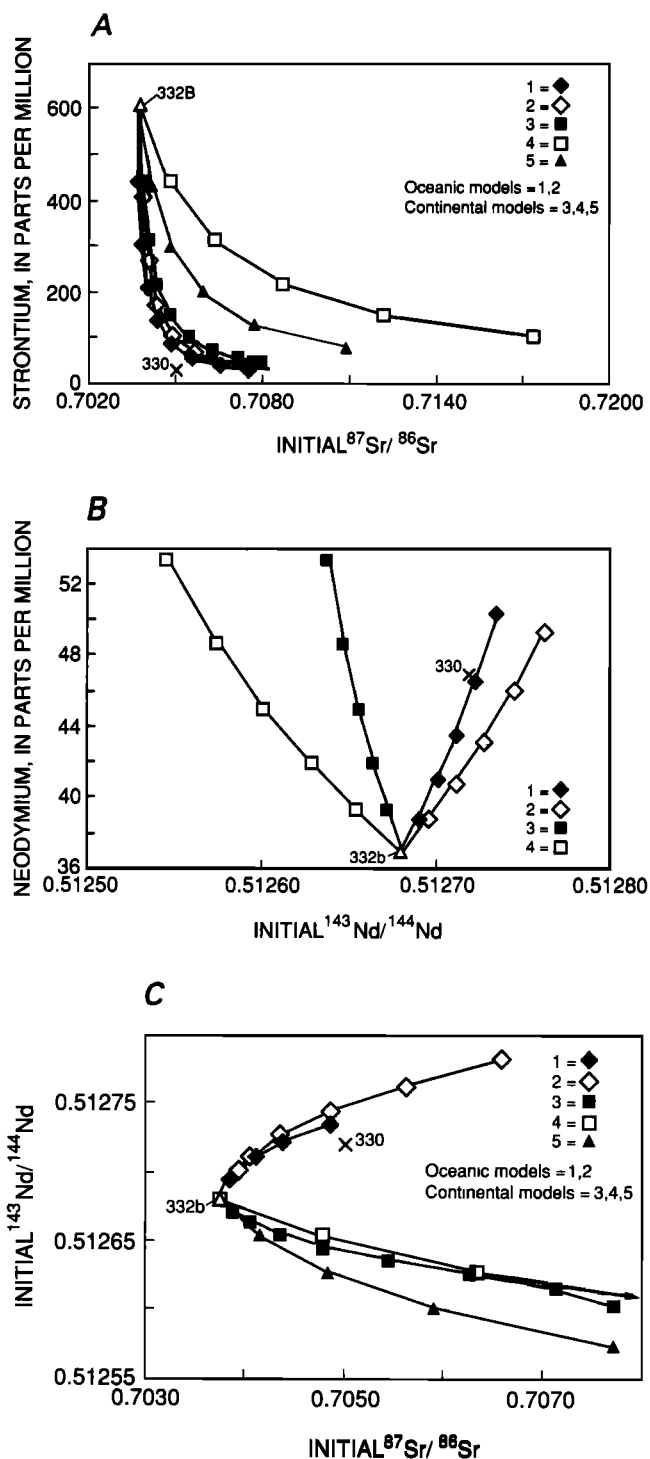 A
STRONTIUM, IN PARTS PER MILLION
600
400
200
0
332B
330
1 = ◆
2 = ◇
3 = ■
4 = □
5 = ▲
Oceanic models = 1,2
Continental models = 3,4,5
0.7020 0.7080 0.7140 0.7200
INITIAL 87Sr/ 86Sr
B
NEODYMIUM, IN PARTS PER MILLION
52
48
44
40
36
330
332b
1 = ◆
2 = ◇
3 = ■
4 = □
0.51250 0.51260 0.51270 0.51280
INITIAL 143Nd/ 144Nd
C
INITIAL 143Nd/ 144Nd
0.51275
0.51265
0.51255
332b
330
1 = ◆
2 = ◇
3 = ■
4 = □
5 = ▲
Oceanic models = 1,2
Continental models = 3,4,5
0.7030 0.7050 0.7070
INITIAL 87Sr/ 86Sr